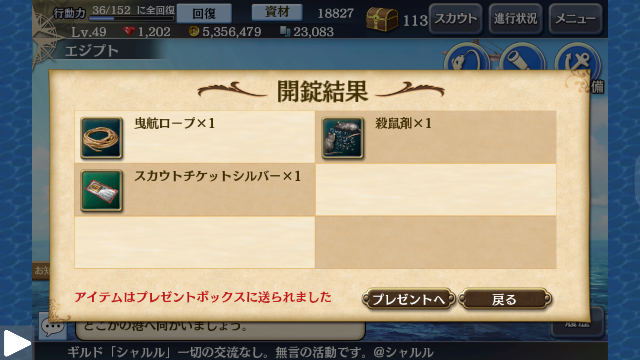 行動力 36/152 に全回復 回復 資材 18827 113 スカウト 進行状況 メニュー
Lv.49 1,202 5,356,479 23,083
エジプト
備
開錠結果
曳航ロープ×1 殺鼠剤×1
スカウトチケットシルバー×1
お知
アイテムはプレゼントボックスに送られました プレゼントへ 戻る
どこかの港へ向かいましょう。 履歴
ギルド「シャルル」一切の交流なし。無言の活動です。@シャルル